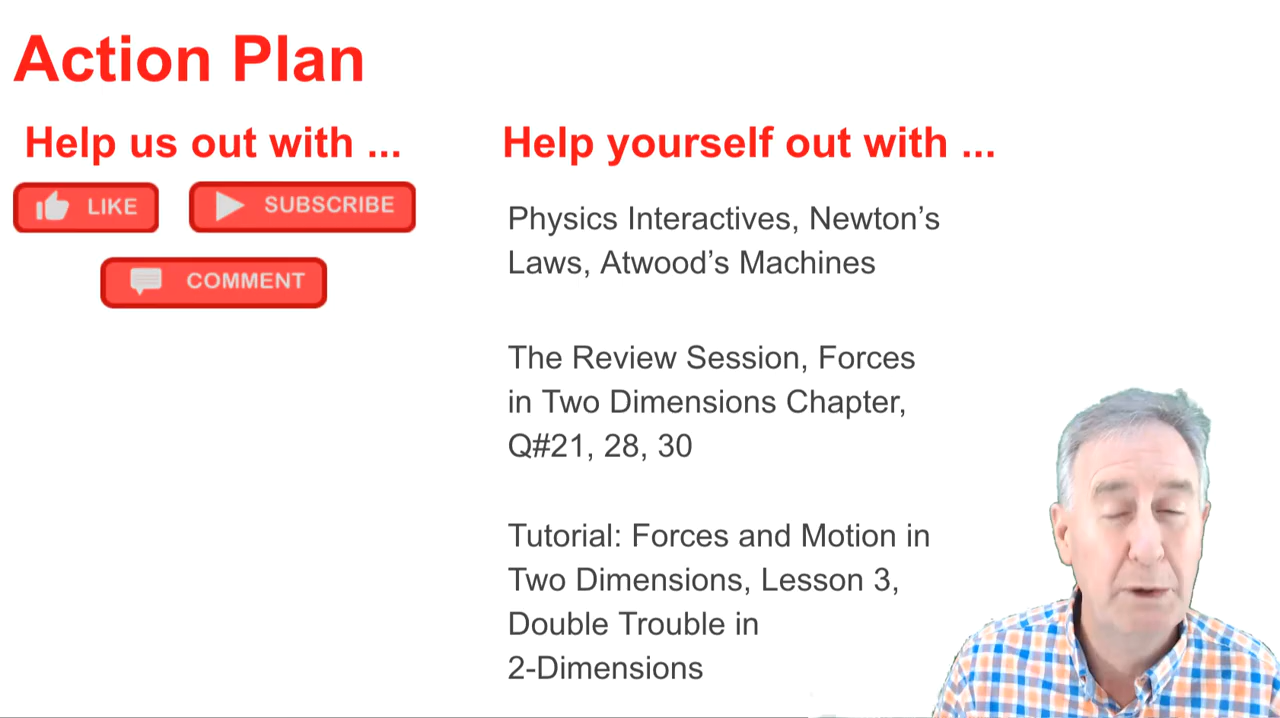 Action Plan
Help us out with ...
LIKE
SUBSCRIBE
COMMENT
Help yourself out with ...
Physics Interactives, Newton’s
Laws, Atwood’s Machines
The Review Session, Forces
in Two Dimensions Chapter,
Q#21, 28, 30
Tutorial: Forces and Motion in
Two Dimensions, Lesson 3,
Double Trouble in
2-Dimensions